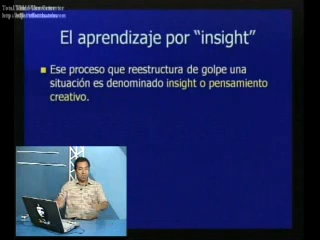 El aprendizaje por “insight”
Ese proceso que reestructura de golpe una
situación es denominado insight o pensamiento
creativo.